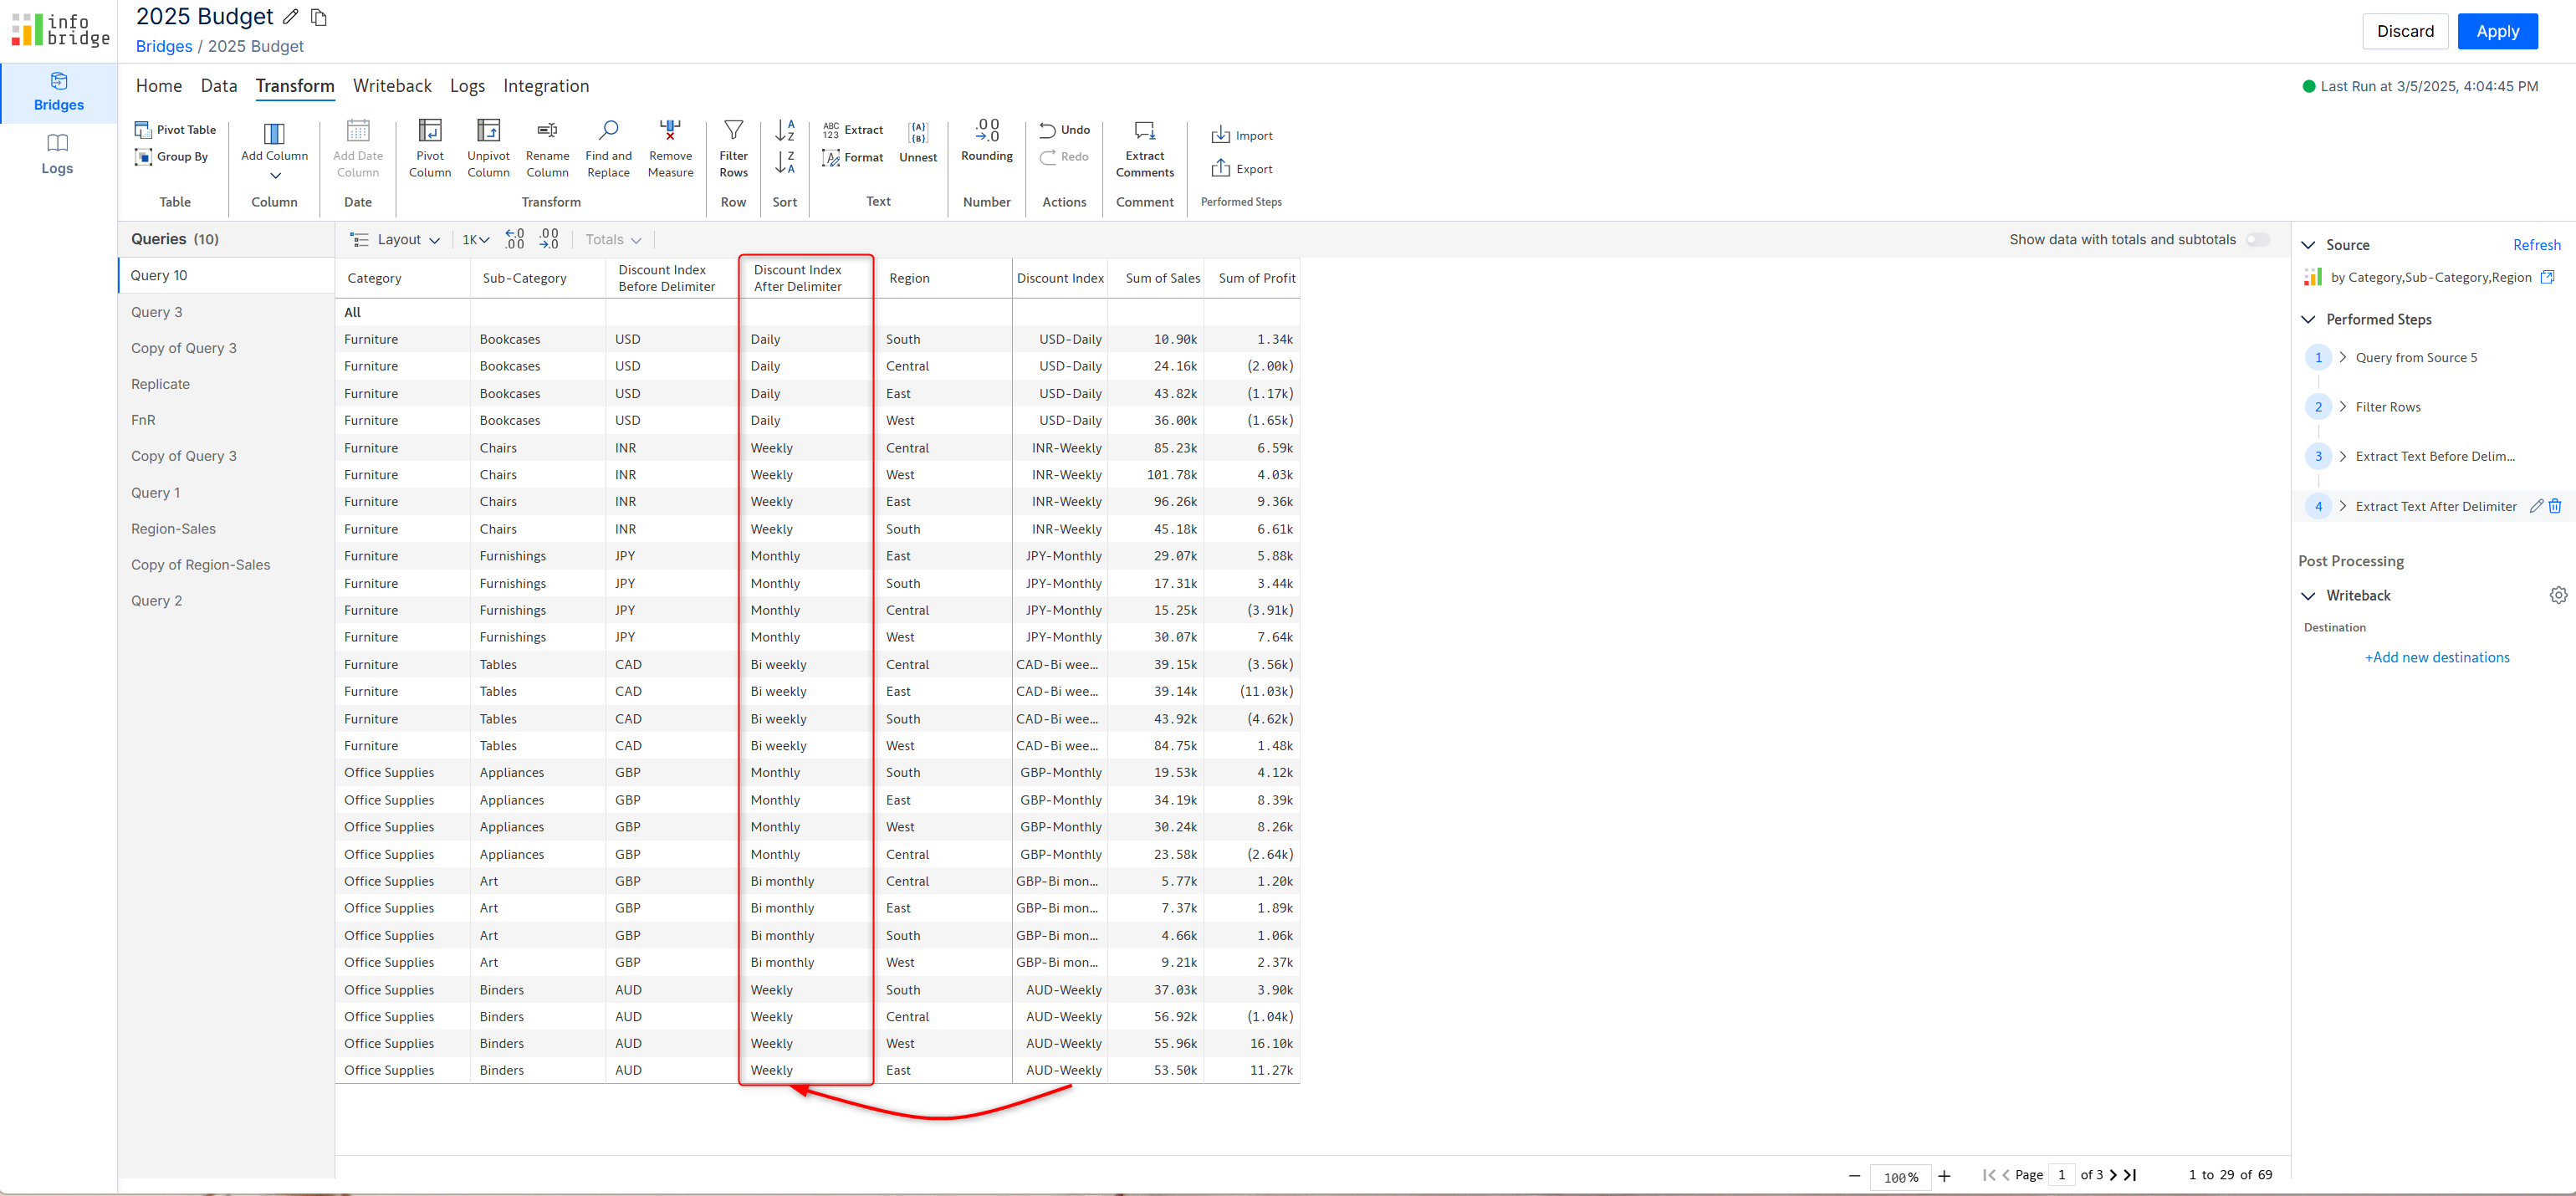 info bridge
2025 Budget
Bridges / 2025 Budget
Discard
Apply
Bridges
Logs
Home Data Transform Writeback Logs Integration
Last Run at 3/5/2025, 4:04:45 PM
Pivot Table
Group By
Table
Add Column
Column
Add Date Column
Date
Pivot Column
Unpivot Column
Rename Column
Find and Replace
Remove Measure
Transform
Filter Rows
Row
A Z
Z A
Sort
ABC 123 Extract
Format
{A} {B} Unnest
Text
.00 →.0
Rounding
Number
Undo
Redo
Actions
Extract Comments
Comment
Import
Export
Performed Steps
Queries (10)
Query 10
Query 3
Copy of Query 3
Replicate
FnR
Copy of Query 3
Query 1
Region-Sales
Copy of Region-Sales
Query 2
Layout 1K ←.0 .00 .00 →.0 Totals
Show data with totals and subtotals
Category Sub-Category Discount Index Before Delimiter Discount Index After Delimiter Region Discount Index Sum of Sales Sum of Profit
All
Furniture Bookcases USD Daily South USD-Daily 10.90k 1.34k
Furniture Bookcases USD Daily Central USD-Daily 24.16k (2.00k)
Furniture Bookcases USD Daily East USD-Daily 43.82k (1.17k)
Furniture Bookcases USD Daily West USD-Daily 36.00k (1.65k)
Furniture Chairs INR Weekly Central INR-Weekly 85.23k 6.59k
Furniture Chairs INR Weekly West INR-Weekly 101.78k 4.03k
Furniture Chairs INR Weekly East INR-Weekly 96.26k 9.36k
Furniture Chairs INR Weekly South INR-Weekly 45.18k 6.61k
Furniture Furnishings JPY Monthly East JPY-Monthly 29.07k 5.88k
Furniture Furnishings JPY Monthly South JPY-Monthly 17.31k 3.44k
Furniture Furnishings JPY Monthly Central JPY-Monthly 15.25k (3.91k)
Furniture Furnishings JPY Monthly West JPY-Monthly 30.07k 7.64k
Furniture Tables CAD Bi weekly Central CAD-Bi wee... 39.15k (3.56k)
Furniture Tables CAD Bi weekly East CAD-Bi wee... 39.14k (11.03k)
Furniture Tables CAD Bi weekly South CAD-Bi wee... 43.92k (4.62k)
Furniture Tables CAD Bi weekly West CAD-Bi wee... 84.75k 1.48k
Office Supplies Appliances GBP Monthly South GBP-Monthly 19.53k 4.12k
Office Supplies Appliances GBP Monthly East GBP-Monthly 34.19k 8.39k
Office Supplies Appliances GBP Monthly West GBP-Monthly 30.24k 8.26k
Office Supplies Appliances GBP Monthly Central GBP-Monthly 23.58k (2.64k)
Office Supplies Art GBP Bi monthly Central GBP-Bi mon... 5.77k 1.20k
Office Supplies Art GBP Bi monthly East GBP-Bi mon... 7.37k 1.89k
Office Supplies Art GBP Bi monthly South GBP-Bi mon... 4.66k 1.06k
Office Supplies Art GBP Bi monthly West GBP-Bi mon... 9.21k 2.37k
Office Supplies Binders AUD Weekly South AUD-Weekly 37.03k 3.90k
Office Supplies Binders AUD Weekly Central AUD-Weekly 56.92k (1.04k)
Office Supplies Binders AUD Weekly West AUD-Weekly 55.96k 16.10k
Office Supplies Binders AUD Weekly East AUD-Weekly 53.50k 11.27k
Source Refresh
by Category,Sub-Category,Region
Performed Steps
1 Query from Source 5
2 Filter Rows
3 Extract Text Before Delim...
4 Extract Text After Delimiter
Post Processing
Writeback
Destination
+Add new destinations
100% Page 1 of 3 1 to 29 of 69